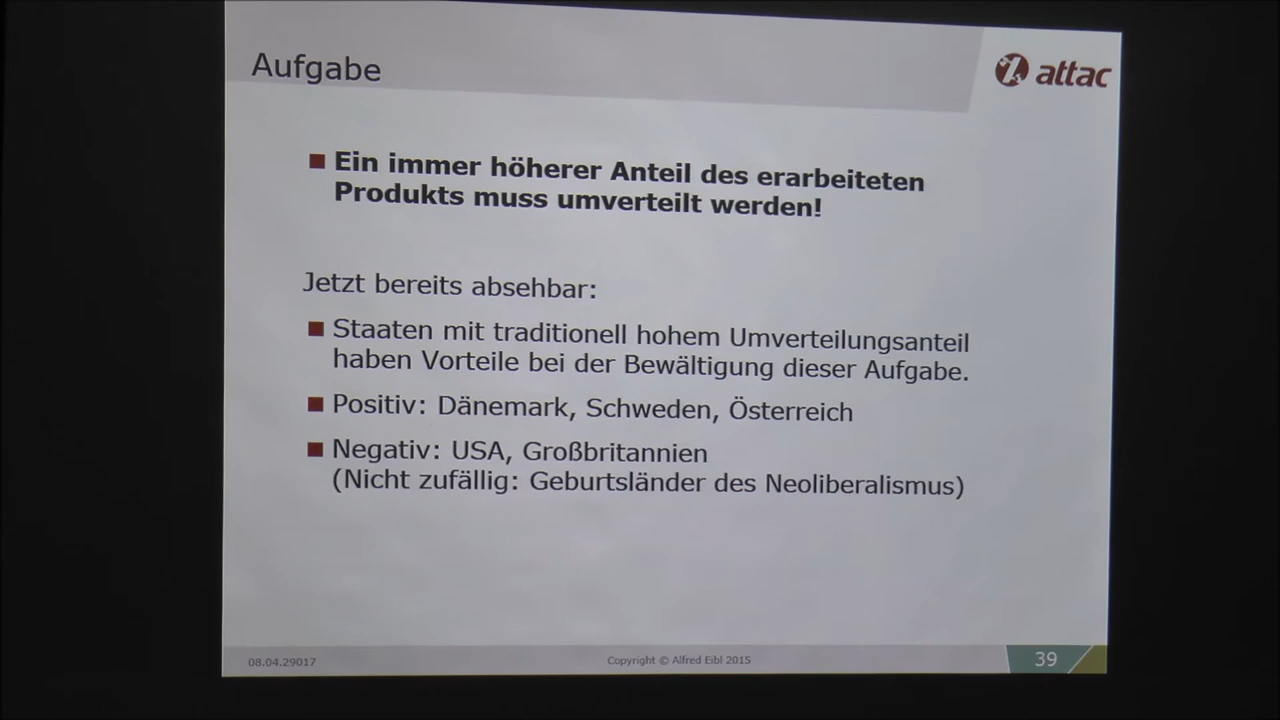 Aufgabe
attac
Ein immer höherer Anteil des erarbeiteten
Produkts muss umverteilt werden!
Jetzt bereits absehbar:
Staaten mit traditionell hohem Umverteilungsanteil
haben Vorteile bei der Bewältigung dieser Aufgabe.
Positiv: Dänemark, Schweden, Österreich
Negativ: USA, Großbritannien
(Nicht zufällig: Geburtsländer des Neoliberalismus)
08.04.29017
Copyright © Alfred Eibl 2015
39